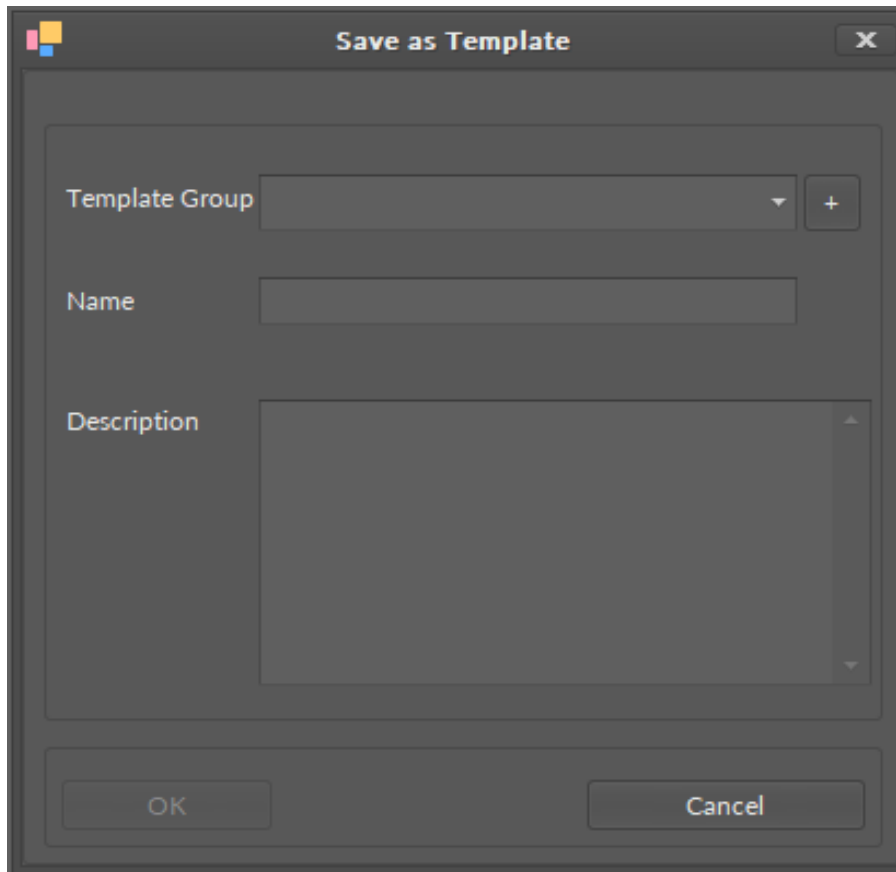 Save as Template
Template Group
+
Name
Description
OK
Cancel